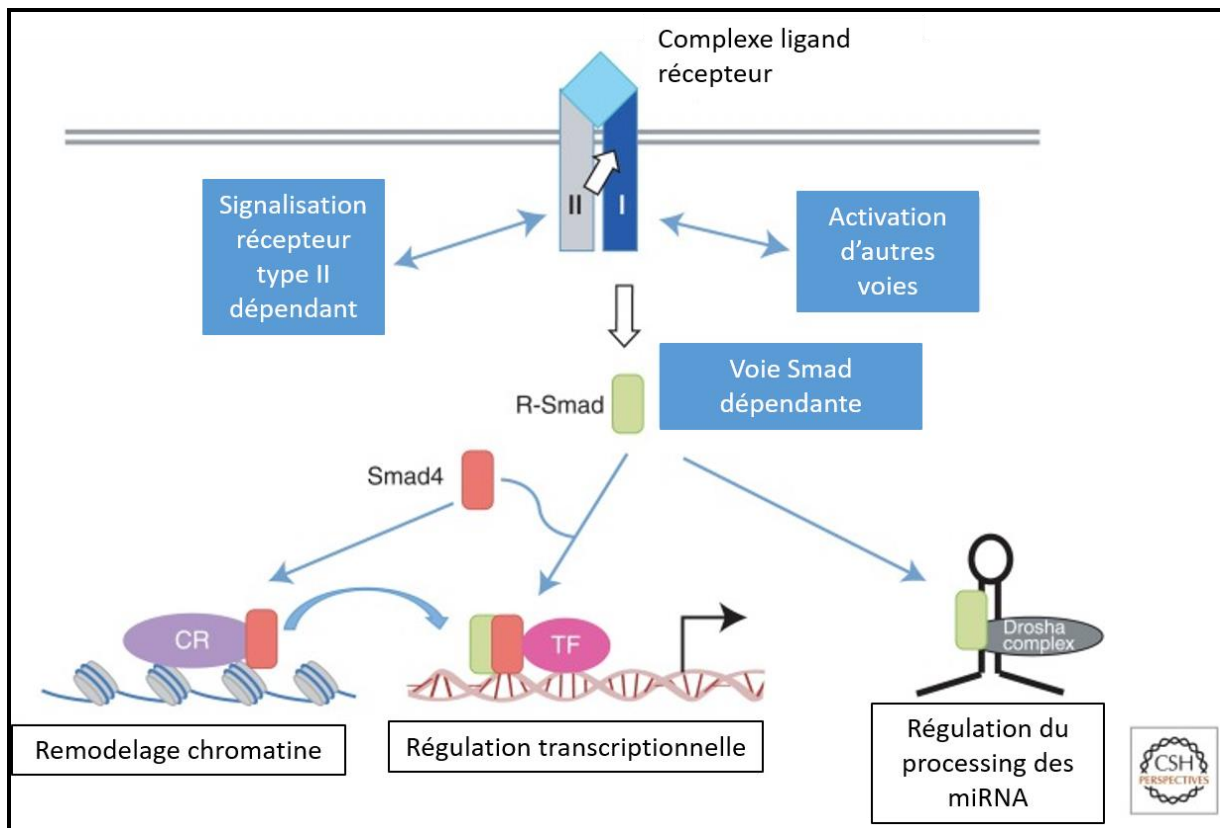 Complexe ligand
récepteur
Signalisation
récepteur
type II
dépendant
II
I
Activation
d'autres
voies
R-Smad
Voie Smad
dépendante
Smad4
CR
TF
Drosha
complex
Remodelage chromatine
Régulation transcriptionnelle
Régulation du
processing des
miRNA
CSH
PERSPECTIVES